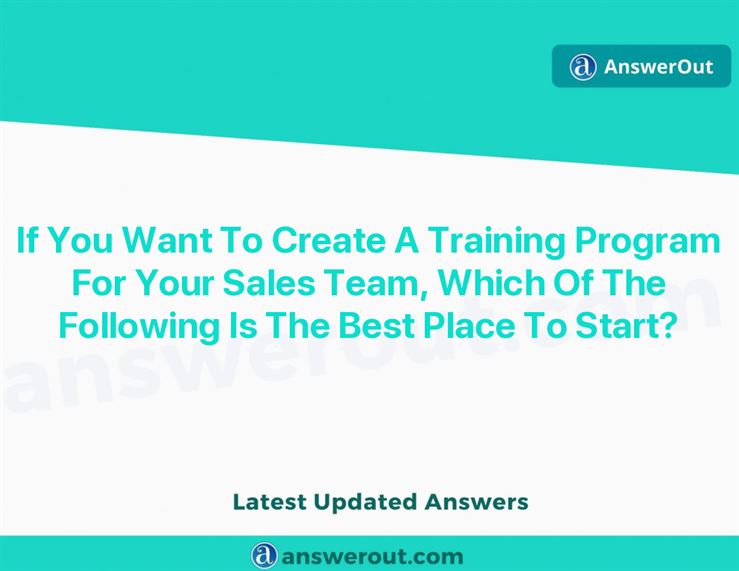 AnswerOut
If You Want To Create A Training Program
For Your Sales Team, Which Of The
Following Is The Best Place To Start?
answerout.com
Latest Updated Answers
answerout.com